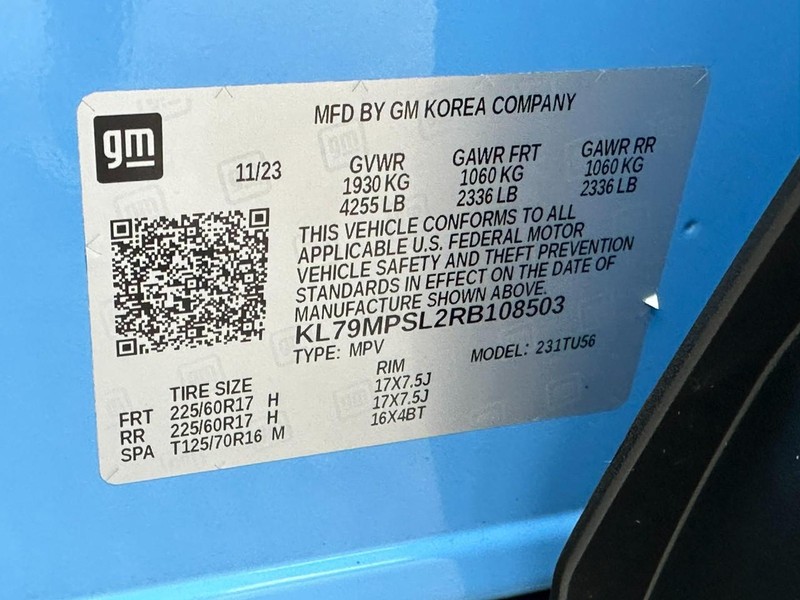 gm
MFD BY GM KOREA COMPANY
11/23
GVWR
1930 KG
4255 LB
GAWR FRT
1060 KG
2336 LB
GAWR RR
1060 KG
2336 LB
THIS VEHICLE CONFORMS TO ALL
APPLICABLE U.S. FEDERAL MOTOR
VEHICLE SAFETY AND THEFT PREVENTION
STANDARDS IN EFFECT ON THE DATE OF
MANUFACTURE SHOWN ABOVE.
KL79MPSL2RB108503
TYPE: MPV MODEL: 231TU56
TIRE SIZE RIM
FRT 225/60R17 H 17X7.5J
RR 225/60R17 H 17X7.5J
SPA T125/70R16 M 16X4BT